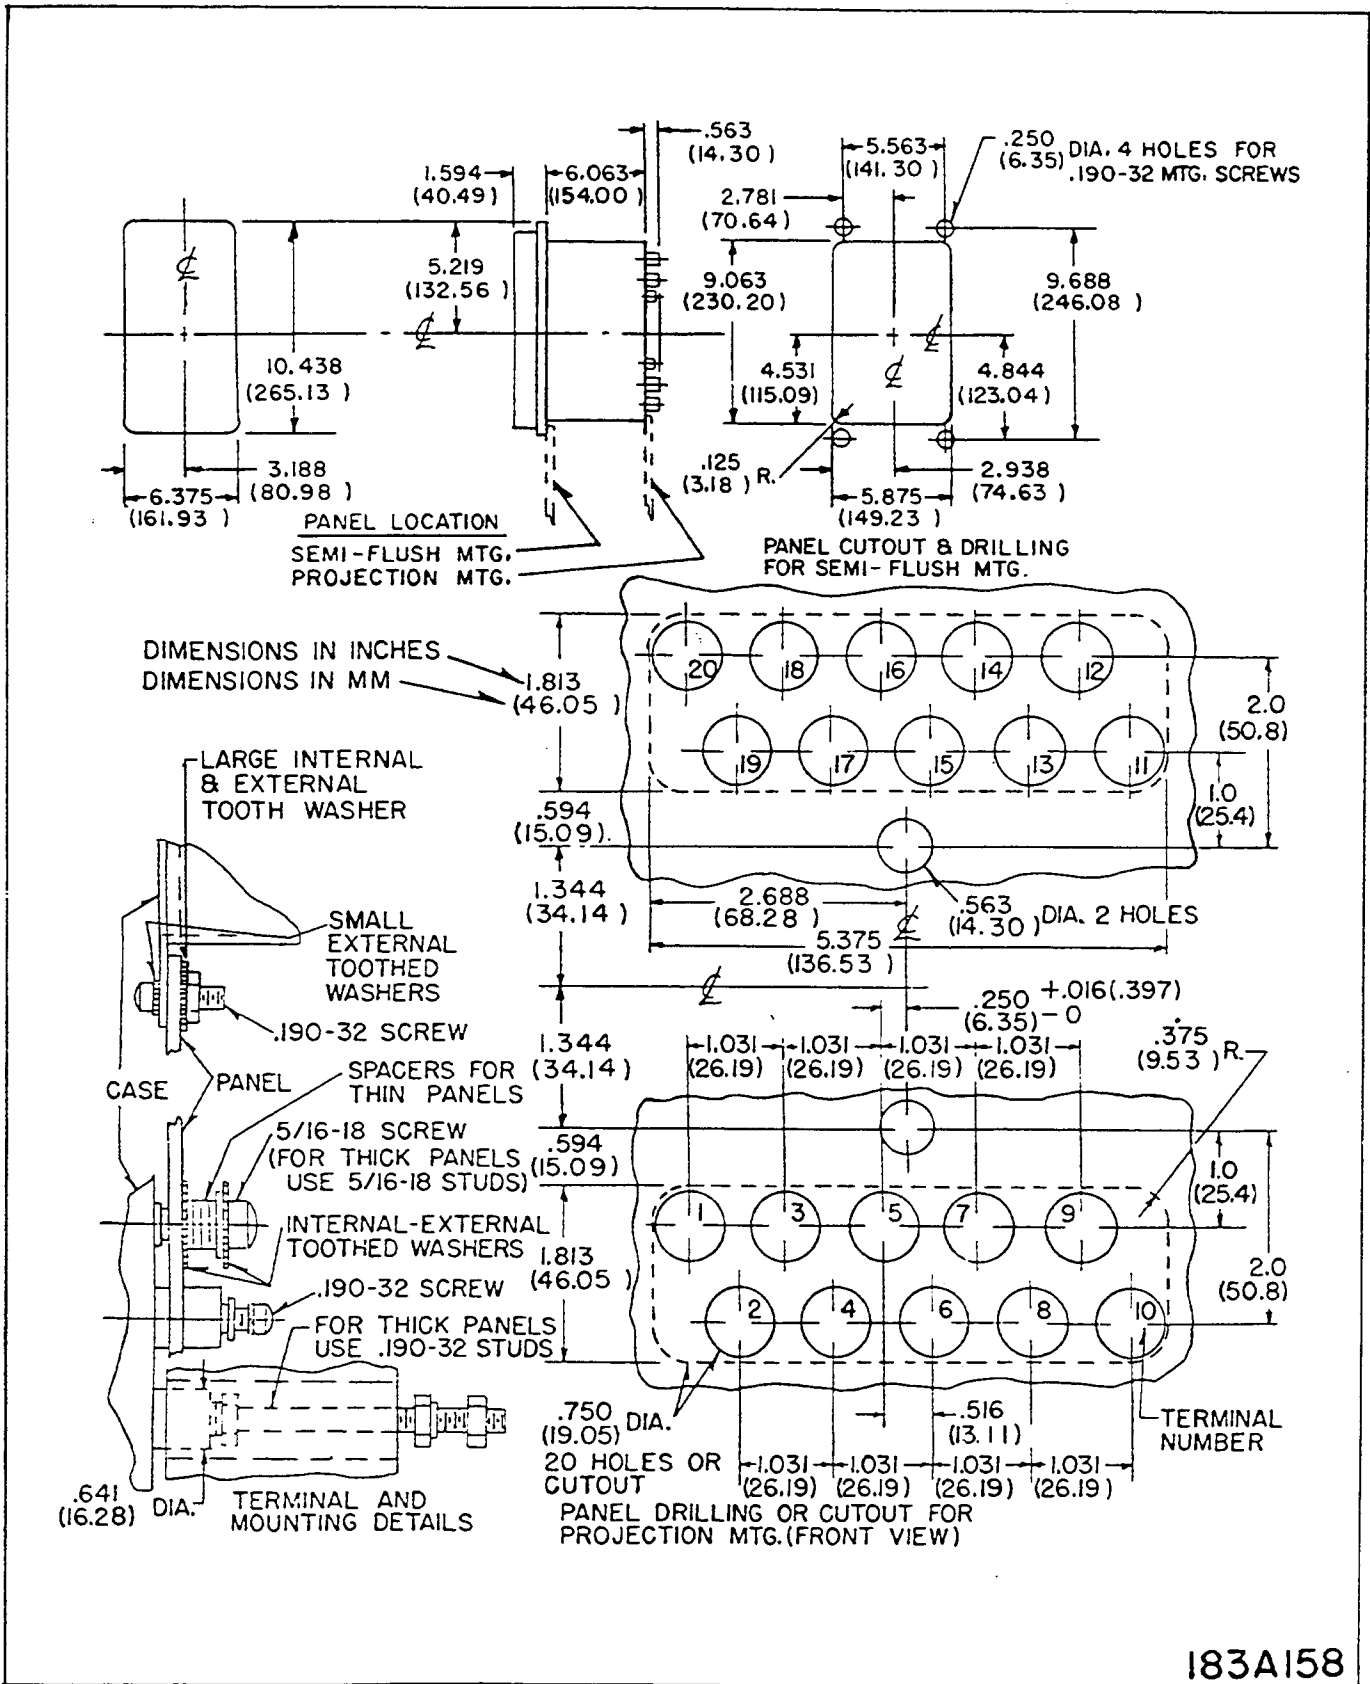 .563
(14.30 )
1.594
(40.49)
6.063
(154.00)
5.563
(141.30)
.250
(6.35)
DIA. 4 HOLES FOR
.190-32 MTG. SCREWS
2.781
(70.64)
℄
5.219
(132.56 )
9.063
(230.20)
9.688
(246.08 )
℄
℄
℄
10.438
(265.13 )
4.531
(115.09)
4.844
(123.04)
3.188
(80.98 )
6.375
(161.93 )
.125
(3.18 ) R.
2.938
(74.63)
5.875
(149.23 )
PANEL LOCATION
SEMI-FLUSH MTG.
PROJECTION MTG.
PANEL CUTOUT & DRILLING
FOR SEMI-FLUSH MTG.
DIMENSIONS IN INCHES
DIMENSIONS IN MM
1.813
(46.05 )
20 18 16 14 12
19 17 15 13 11
2.0
(50.8)
1.0
(25.4)
LARGE INTERNAL
& EXTERNAL
TOOTH WASHER
.594
(15.09).
1.344
(34.14 )
2.688
(68.28 )
.563
(14.30 ) DIA. 2 HOLES
℄
5.375
(136.53 )
SMALL
EXTERNAL
TOOTHED
WASHERS
.190-32 SCREW
℄
.250 +.016(.397)
(6.35) -0
1.344
(34.14 )
1.031 1.031 1.031 1.031
(26.19) (26.19) (26.19) (26.19)
.375
(9.53 ) R.
CASE
PANEL
SPACERS FOR
THIN PANELS
5/16-18 SCREW
(FOR THICK PANELS
USE 5/16-18 STUDS)
.594
(15.09)
1.0
(25.4)
1 3 5 7 9
INTERNAL-EXTERNAL
TOOTHED WASHERS
1.813
(46.05 )
2.0
(50.8)
.190-32 SCREW
2 4 6 8 10
FOR THICK PANELS
USE .190-32 STUDS
.750
(19.05) DIA.
20 HOLES OR
CUTOUT
.516
(13.11)
TERMINAL
NUMBER
1.031 1.031 1.031 1.031
(26.19) (26.19) (26.19) (26.19)
.641
(16.28) DIA.
TERMINAL AND
MOUNTING DETAILS
PANEL DRILLING OR CUTOUT FOR
PROJECTION MTG.(FRONT VIEW)
183A158